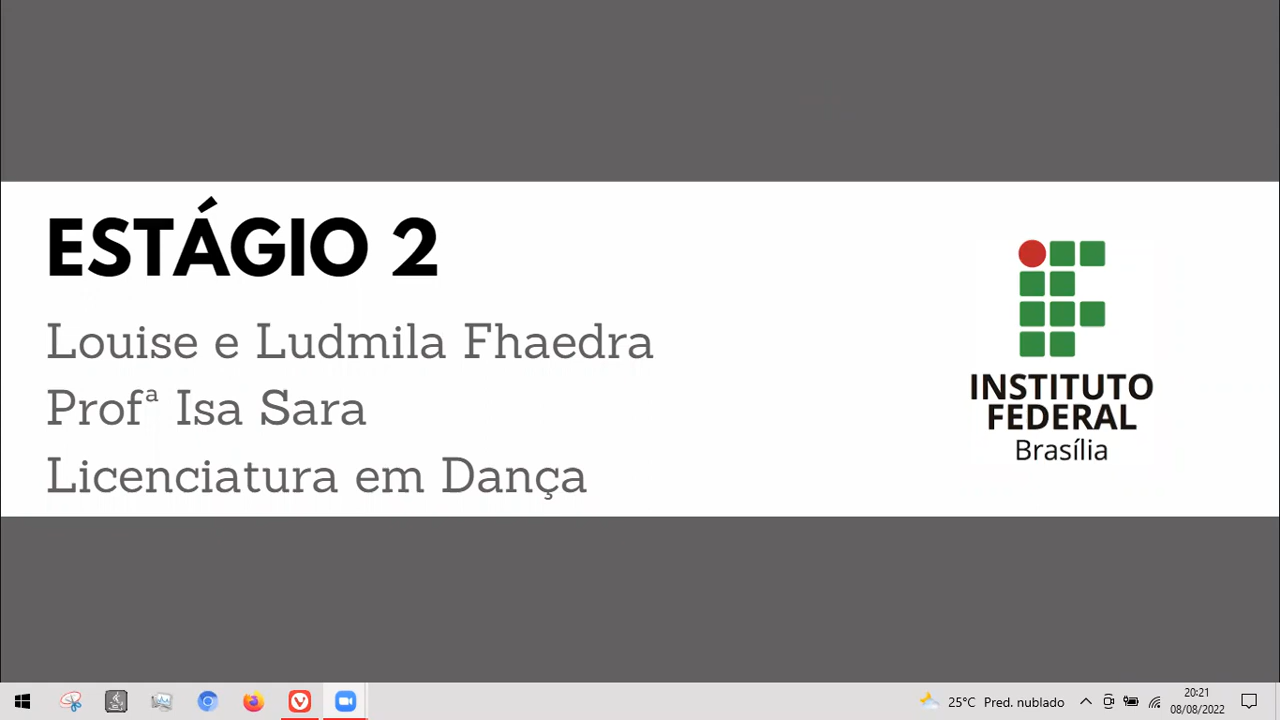 ESTÁGIO 2
Louise e Ludmila Fhaedra
Profª Isa Sara
Licenciatura em Dança
INSTITUTO
FEDERAL
Brasília
25°C Pred. nublado
20:21
08/08/2022